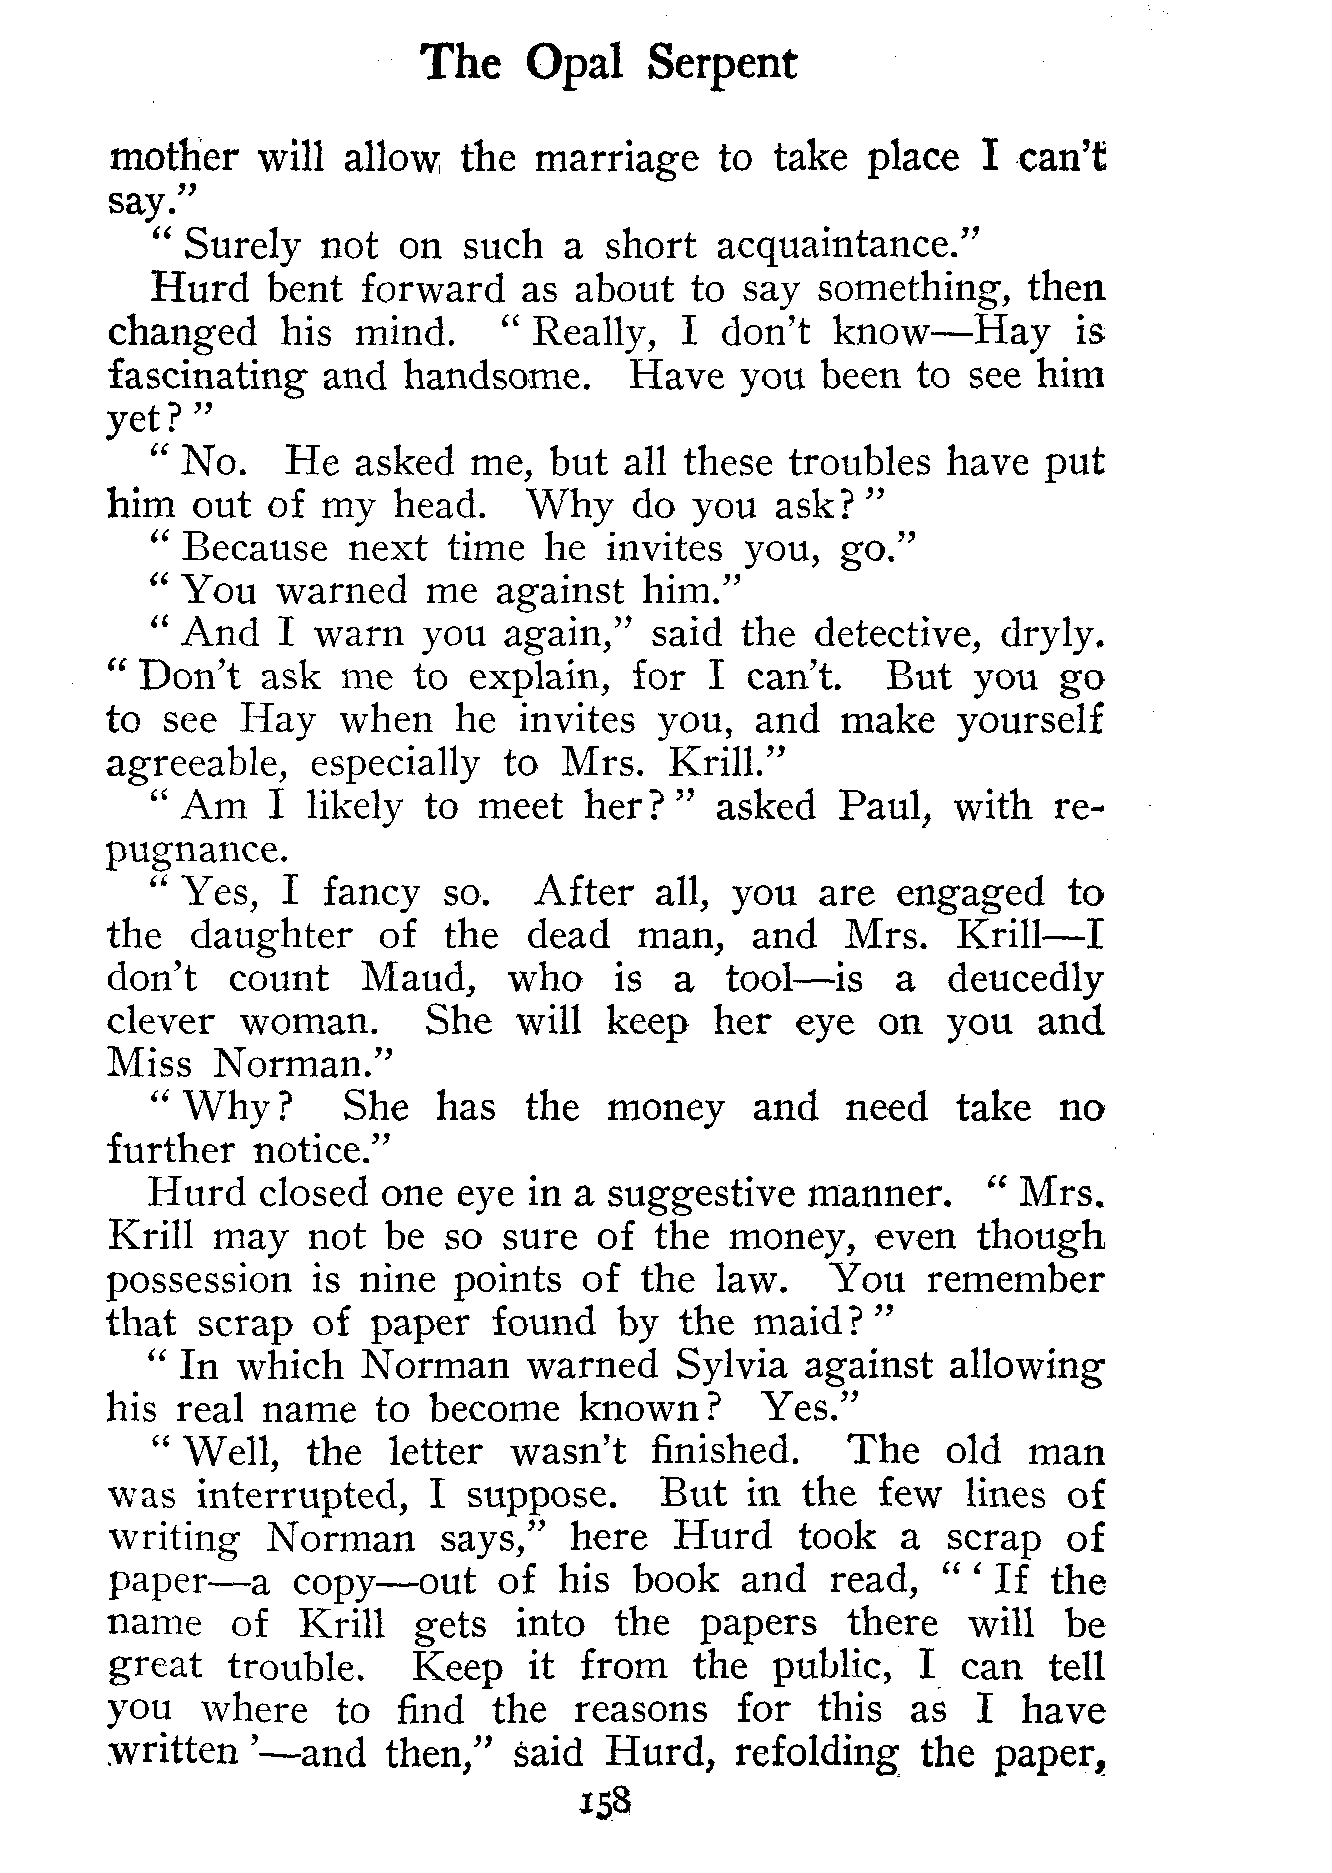 The Opal Serpent
mother will allow the marriage to take place I can't
say."
" Surely not on such a short acquaintance."
Hurd bent forward as about to say something, then
changed his mind. " Really, I don't know—Hay is
fascinating and handsome. Have you been to see him
yet? "
" No. He asked me, but all these troubles have put
him out of my head. Why do you ask? "
" Because next time he invites you, go."
" You warned me against him."
" And I warn you again," said the detective, dryly.
" Don't ask me to explain, for I can't. But you go
to see Hay when he invites you, and make yourself
agreeable, especially to Mrs. Krill."
" Am I likely to meet her? " asked Paul, with re-
pugnance.
" Yes, I fancy so. After all, you are engaged to
the daughter of the dead man, and Mrs. Krill—I
don't count Maud, who is a tool—is a deucedly
clever woman. She will keep her eye on you and
Miss Norman."
" Why? She has the money and need take no
further notice."
Hurd closed one eye in a suggestive manner. " Mrs.
Krill may not be so sure of the money, even though
possession is nine points of the law. You remember
that scrap of paper found by the maid? "
" In which Norman warned Sylvia against allowing
his real name to become known? Yes."
" Well, the letter wasn't finished. The old man
was interrupted, I suppose. But in the few lines of
writing Norman says," here Hurd took a scrap of
paper—a copy—out of his book and read, " ' If the
name of Krill gets into the papers there will be
great trouble. Keep it from the public, I can tell
you where to find the reasons for this as I have
written '—and then," said Hurd, refolding the paper,
158